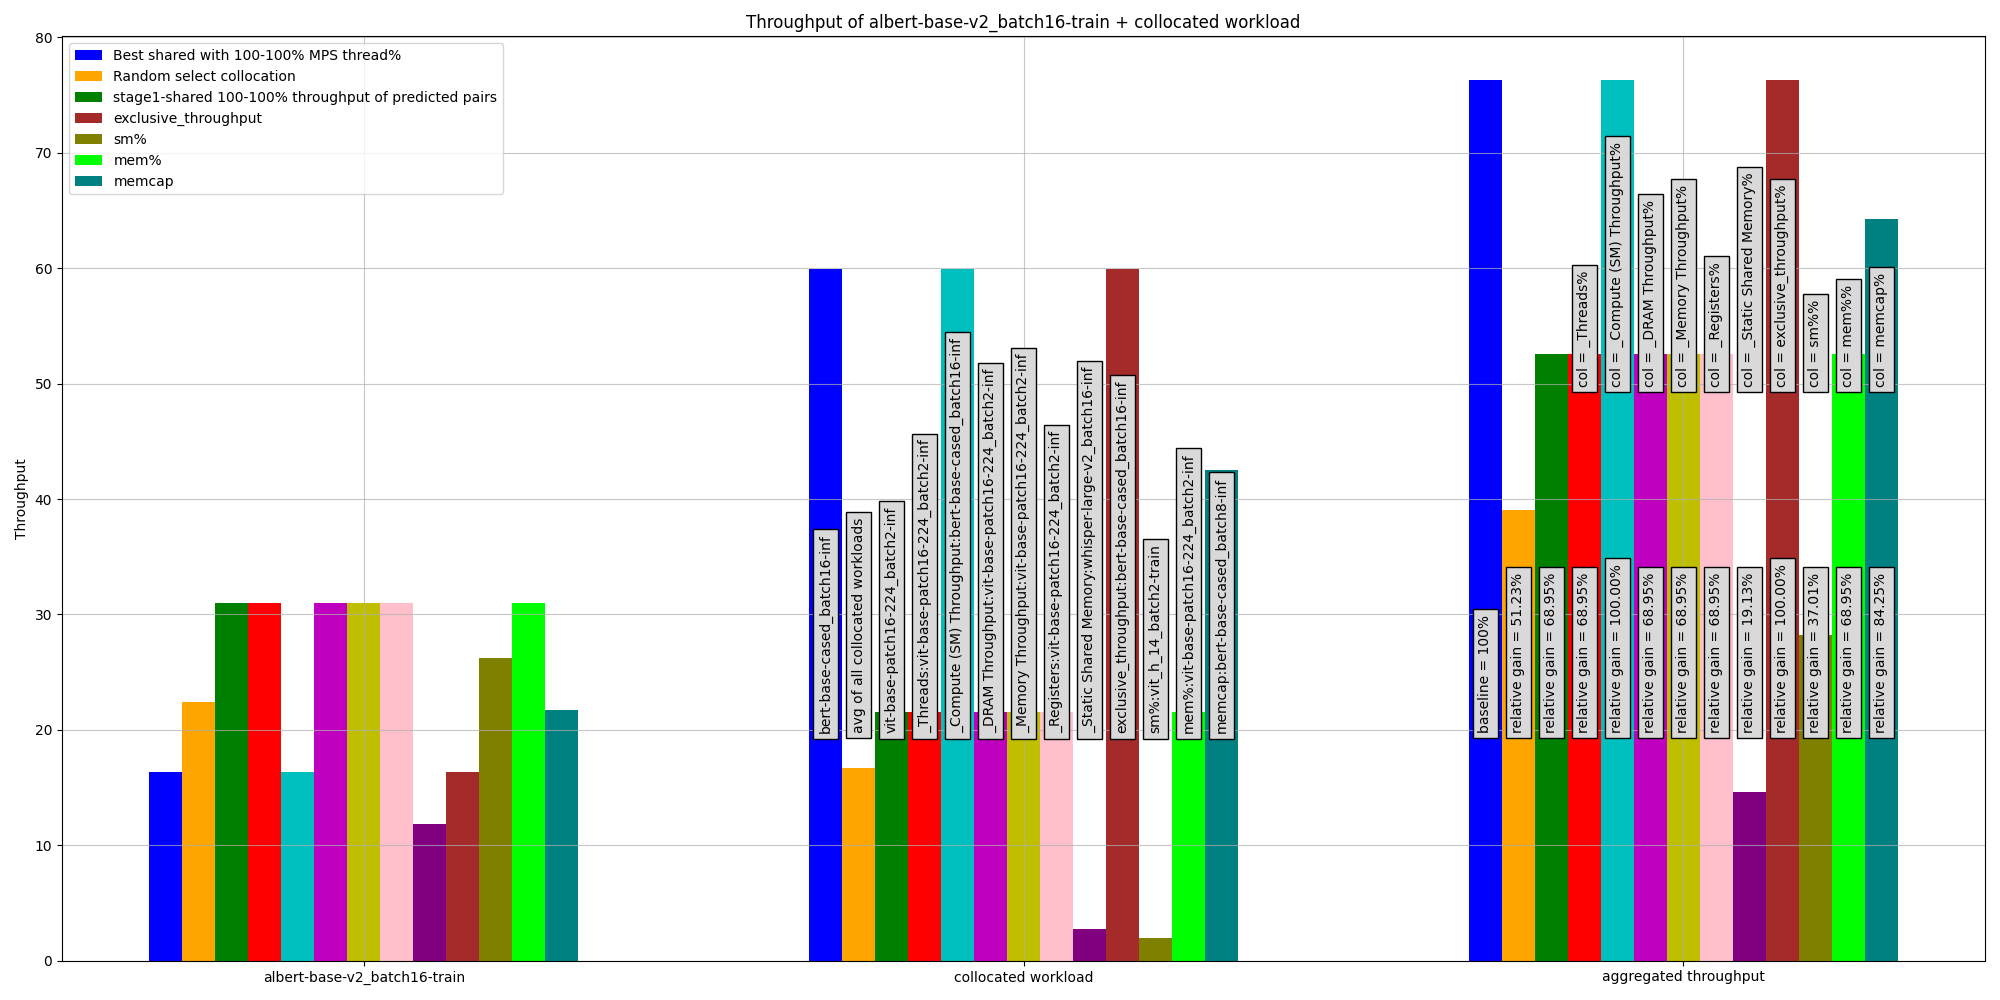 Throughput of albert-base-v2_batch16-train + collocated workload
Best shared with 100-100% MPS thread%
Random select collocation
stage1-shared 100-100% throughput of predicted pairs
exclusive_throughput
sm%
mem%
memcap
Throughput
80
70
60
50
40
30
20
10
0
bert-base-cased_batch16-inf
avg of all collocated workloads
vit-base-patch16-224_batch2-inf
_Threads:vit-base-patch16-224_batch2-inf
_Compute (SM) Throughput:bert-base-cased_batch16-inf
_DRAM Throughput:vit-base-patch16-224_batch2-inf
_Memory Throughput:vit-base-patch16-224_batch2-inf
_Registers:vit-base-patch16-224_batch2-inf
_Static Shared Memory:whisper-large-v2_batch16-inf
exclusive_throughput:bert-base-cased_batch16-inf
sm%:vit_h_14_batch2-train
mem%:vit-base-patch16-224_batch2-inf
memcap:bert-base-cased_batch8-inf
col = _Threads%
col = _Compute (SM) Throughput%
col = _DRAM Throughput%
col = _Memory Throughput%
col = _Registers%
col = _Static Shared Memory%
col = exclusive_throughput%
col = sm%%
col = mem%%
col = memcap%
baseline = 100%
relative gain = 51.23%
relative gain = 68.95%
relative gain = 68.95%
relative gain = 100.00%
relative gain = 68.95%
relative gain = 68.95%
relative gain = 68.95%
relative gain = 19.13%
relative gain = 100.00%
relative gain = 37.01%
relative gain = 68.95%
relative gain = 84.25%
albert-base-v2_batch16-train
collocated workload
aggregated throughput